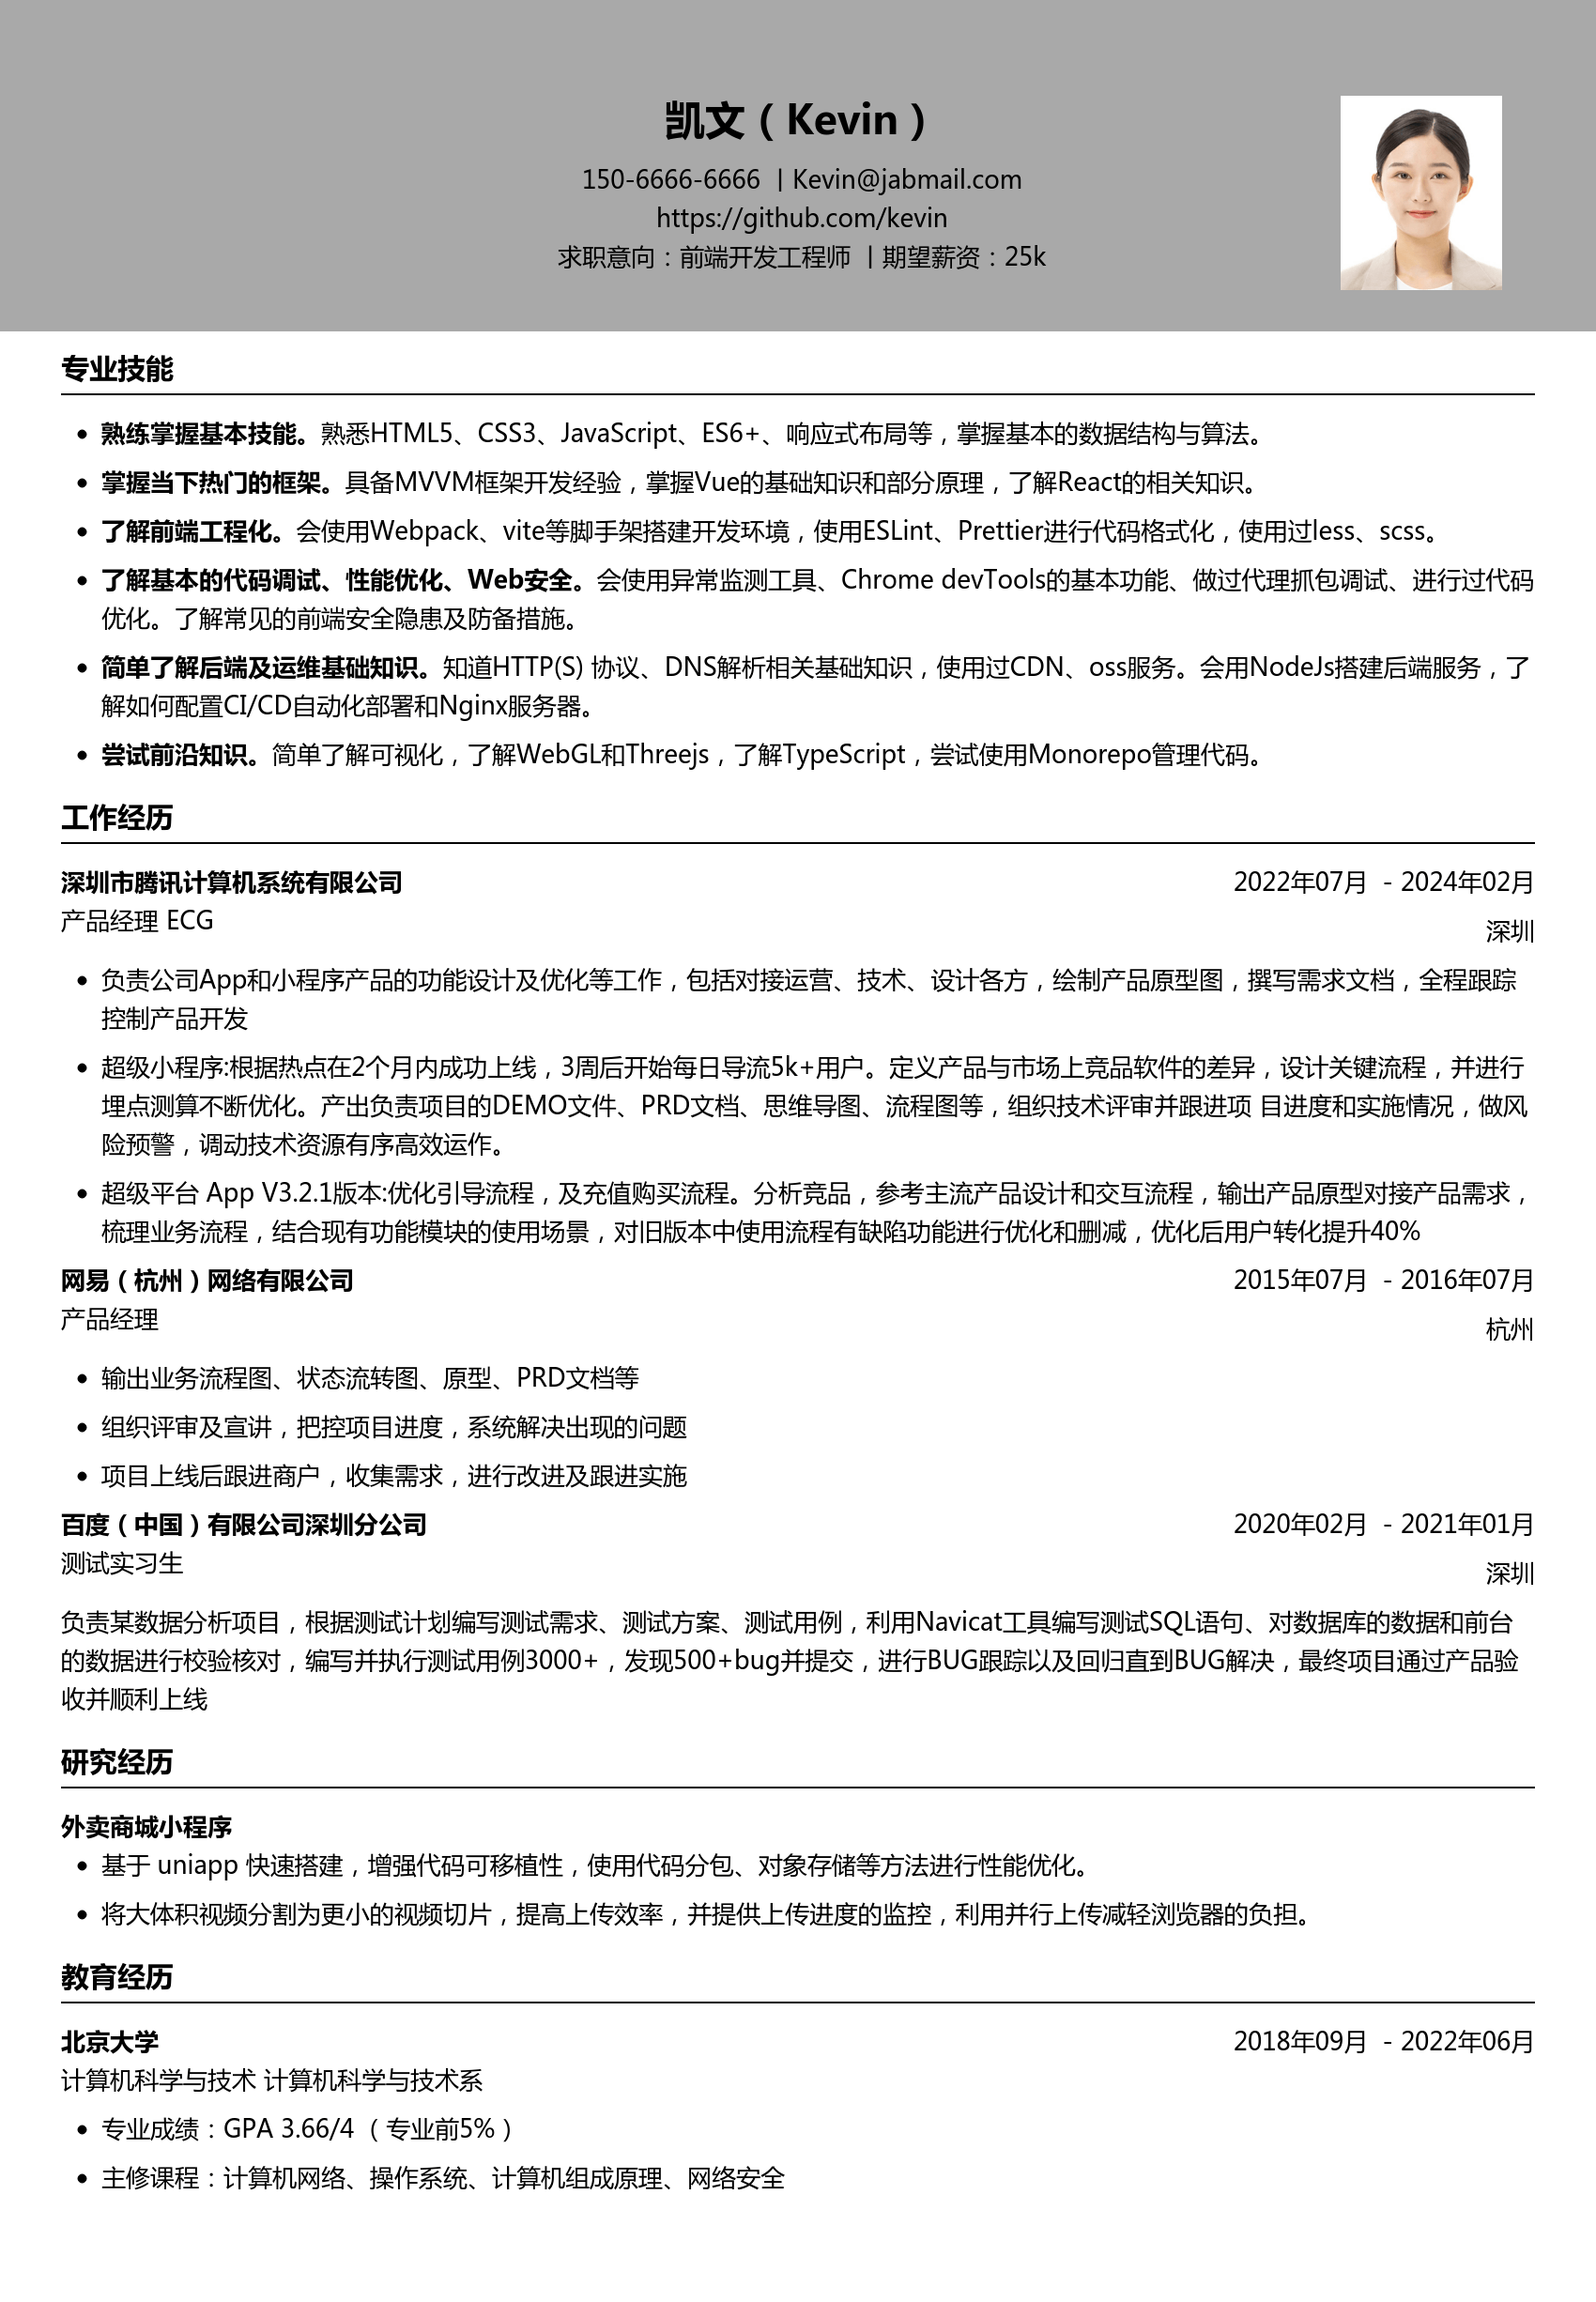 凯文（Kevin）
150-6666-6666 | Kevin@jabmail.com
https://github.com/kevin
求职意向：前端开发工程师 | 期望薪资：25k
专业技能
• 熟练掌握基本技能。熟悉HTML5、CSS3、JavaScript、ES6+、响应式布局等，掌握基本的数据结构与算法。
• 掌握当下热门的框架。具备MVVM框架开发经验，掌握Vue的基础知识和部分原理，了解React的相关知识。
• 了解前端工程化。会使用Webpack、vite等脚手架搭建开发环境，使用ESLint、Prettier进行代码格式化，使用过less、scss。
• 了解基本的代码调试、性能优化、Web安全。会使用异常监测工具、Chrome devTools的基本功能、做过代理抓包调试、进行过代码
优化。了解常见的前端安全隐患及防备措施。
• 简单了解后端及运维基础知识。知道HTTP(S) 协议、DNS解析相关基础知识，使用过CDN、oss服务。会用NodeJs搭建后端服务，了
解如何配置CI/CD自动化部署和Nginx服务器。
• 尝试前沿知识。简单了解可视化，了解WebGL和Threejs，了解TypeScript，尝试使用Monorepo管理代码。
工作经历
深圳市腾讯计算机系统有限公司 2022年07月 - 2024年02月
产品经理 ECG
深圳
• 负责公司App和小程序产品的功能设计及优化等工作，包括对接运营、技术、设计各方，绘制产品原型图，撰写需求文档，全程跟踪
控制产品开发
• 超级小程序:根据热点在2个月内成功上线，3周后开始每日导流5k+用户。定义产品与市场上竞品软件的差异，设计关键流程，并进行
埋点测算不断优化。产出负责项目的DEMO文件、PRD文档、思维导图、流程图等，组织技术评审并跟进项 目进度和实施情况，做风
险预警，调动技术资源有序高效运作。
• 超级平台 App V3.2.1版本:优化引导流程，及充值购买流程。分析竞品，参考主流产品设计和交互流程，输出产品原型对接产品需求，
梳理业务流程，结合现有功能模块的使用场景，对旧版本中使用流程有缺陷功能进行优化和删减，优化后用户转化提升40%
网易（杭州）网络有限公司 2015年07月 - 2016年07月
产品经理
杭州
• 输出业务流程图、状态流转图、原型、PRD文档等
• 组织评审及宣讲，把控项目进度，系统解决出现的问题
• 项目上线后跟进商户，收集需求，进行改进及跟进实施
百度（中国）有限公司深圳分公司 2020年02月 - 2021年01月
测试实习生
深圳
负责某数据分析项目，根据测试计划编写测试需求、测试方案、测试用例，利用Navicat工具编写测试SQL语句、对数据库的数据和前台
的数据进行校验核对，编写并执行测试用例3000+，发现500+bug并提交，进行BUG跟踪以及回归直到BUG解决，最终项目通过产品验
收并顺利上线
研究经历
外卖商城小程序
• 基于 uniapp 快速搭建，增强代码可移植性，使用代码分包、对象存储等方法进行性能优化。
• 将大体积视频分割为更小的视频切片，提高上传效率，并提供上传进度的监控，利用并行上传减轻浏览器的负担。
教育经历
北京大学 2018年09月 - 2022年06月
计算机科学与技术 计算机科学与技术系
• 专业成绩：GPA 3.66/4 （专业前5%）
• 主修课程：计算机网络、操作系统、计算机组成原理、网络安全